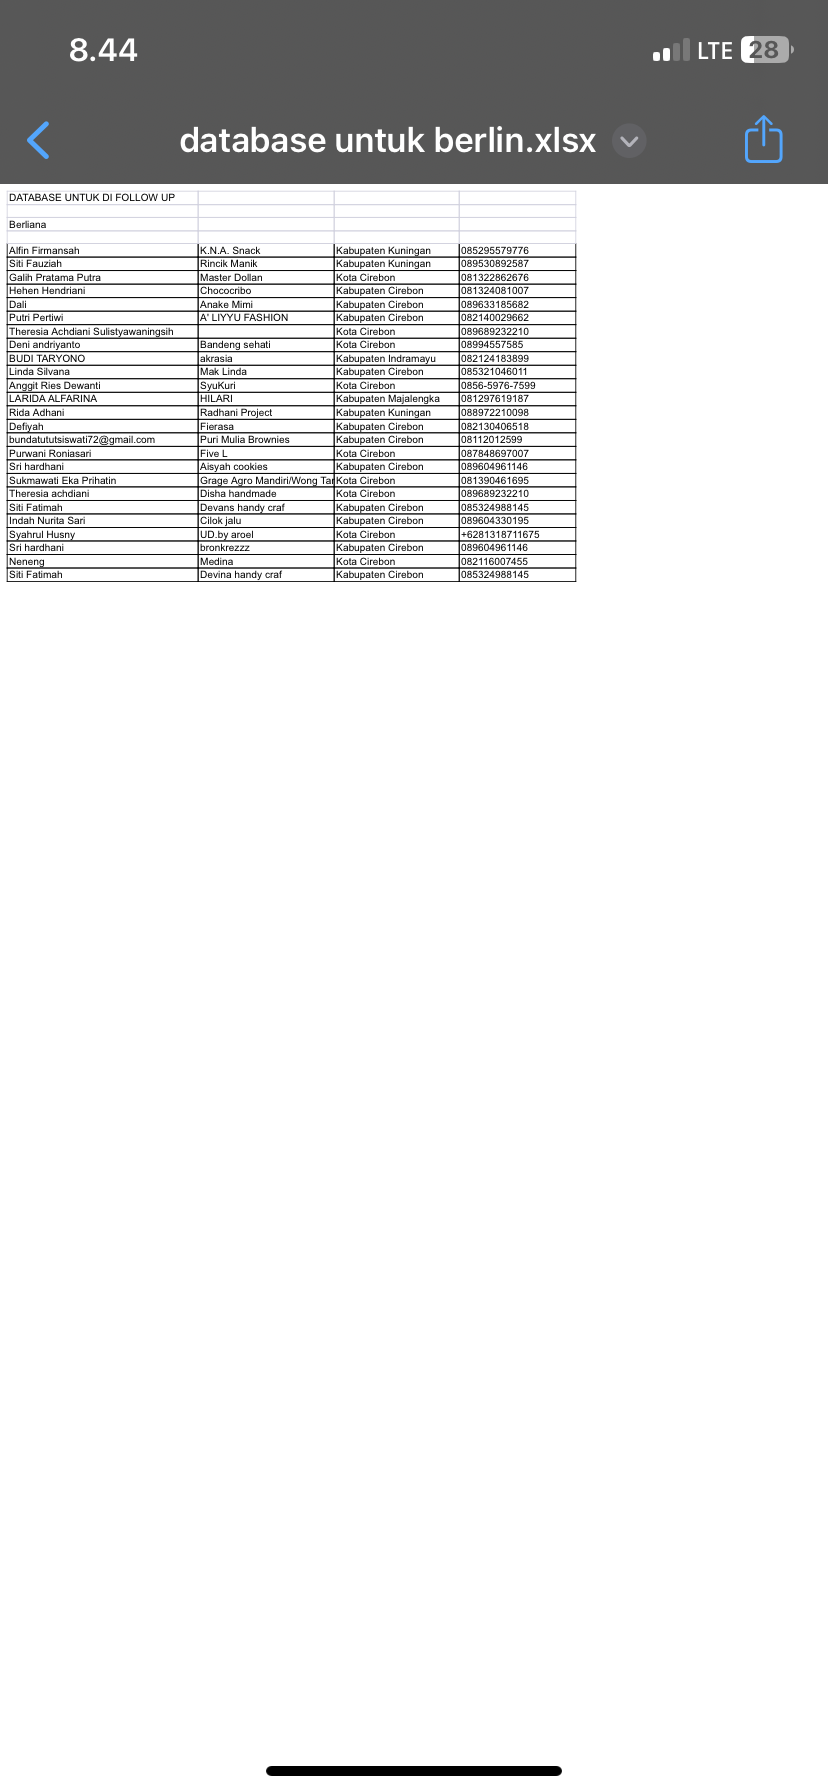 8.44
LTE 28
database untuk berlin.xlsx
DATABASE UNTUK DI FOLLOW UP
Berliana
Alfin Firmansah K.N.A. Snack Kabupaten Kuningan 085295579776
Siti Fauziah Rincik Manik Kabupaten Kuningan 089530892587
Galih Pratama Putra Master Dollan Kota Cirebon 081322862676
Hehen Hendriani Chococribo Kabupaten Cirebon 081324081007
Dali Anake Mimi Kabupaten Cirebon 089633185682
Putri Pertiwi A' LIYYU FASHION Kabupaten Cirebon 082140029662
Theresia Achdiani Sulistyawaningsih Kota Cirebon 089689232210
Deni andriyanto Bandeng sehati Kota Cirebon 08994557585
BUDI TARYONO akrasia Kabupaten Indramayu 082124183899
Linda Silvana Mak Linda Kabupaten Cirebon 085321046011
Anggit Ries Dewanti SyuKuri Kota Cirebon 0856-5976-7599
LARIDA ALFARINA HILARI Kabupaten Majalengka 081297619187
Rida Adhani Radhani Project Kabupaten Kuningan 088972210098
Defiyah Fierasa Kabupaten Cirebon 082130406518
bundatututsiswati72@gmail.com Puri Mulia Brownies Kabupaten Cirebon 08112012599
Purwani Roniasari Five L Kota Cirebon 087848697007
Sri hardhani Aisyah cookies Kabupaten Cirebon 089604961146
Sukmawati Eka Prihatin Grage Agro Mandiri/Wong Tar Kota Cirebon 081390461695
Theresia achdiani Disha handmade Kota Cirebon 089689232210
Siti Fatimah Devans handy craf Kabupaten Cirebon 085324988145
Indah Nurita Sari Cilok jalu Kabupaten Cirebon 089604330195
Syahrul Husny UD.by aroel Kota Cirebon +6281318711675
Sri hardhani bronkrezzz Kabupaten Cirebon 089604961146
Neneng Medina Kota Cirebon 082116007455
Siti Fatimah Devina handy craf Kabupaten Cirebon 085324988145